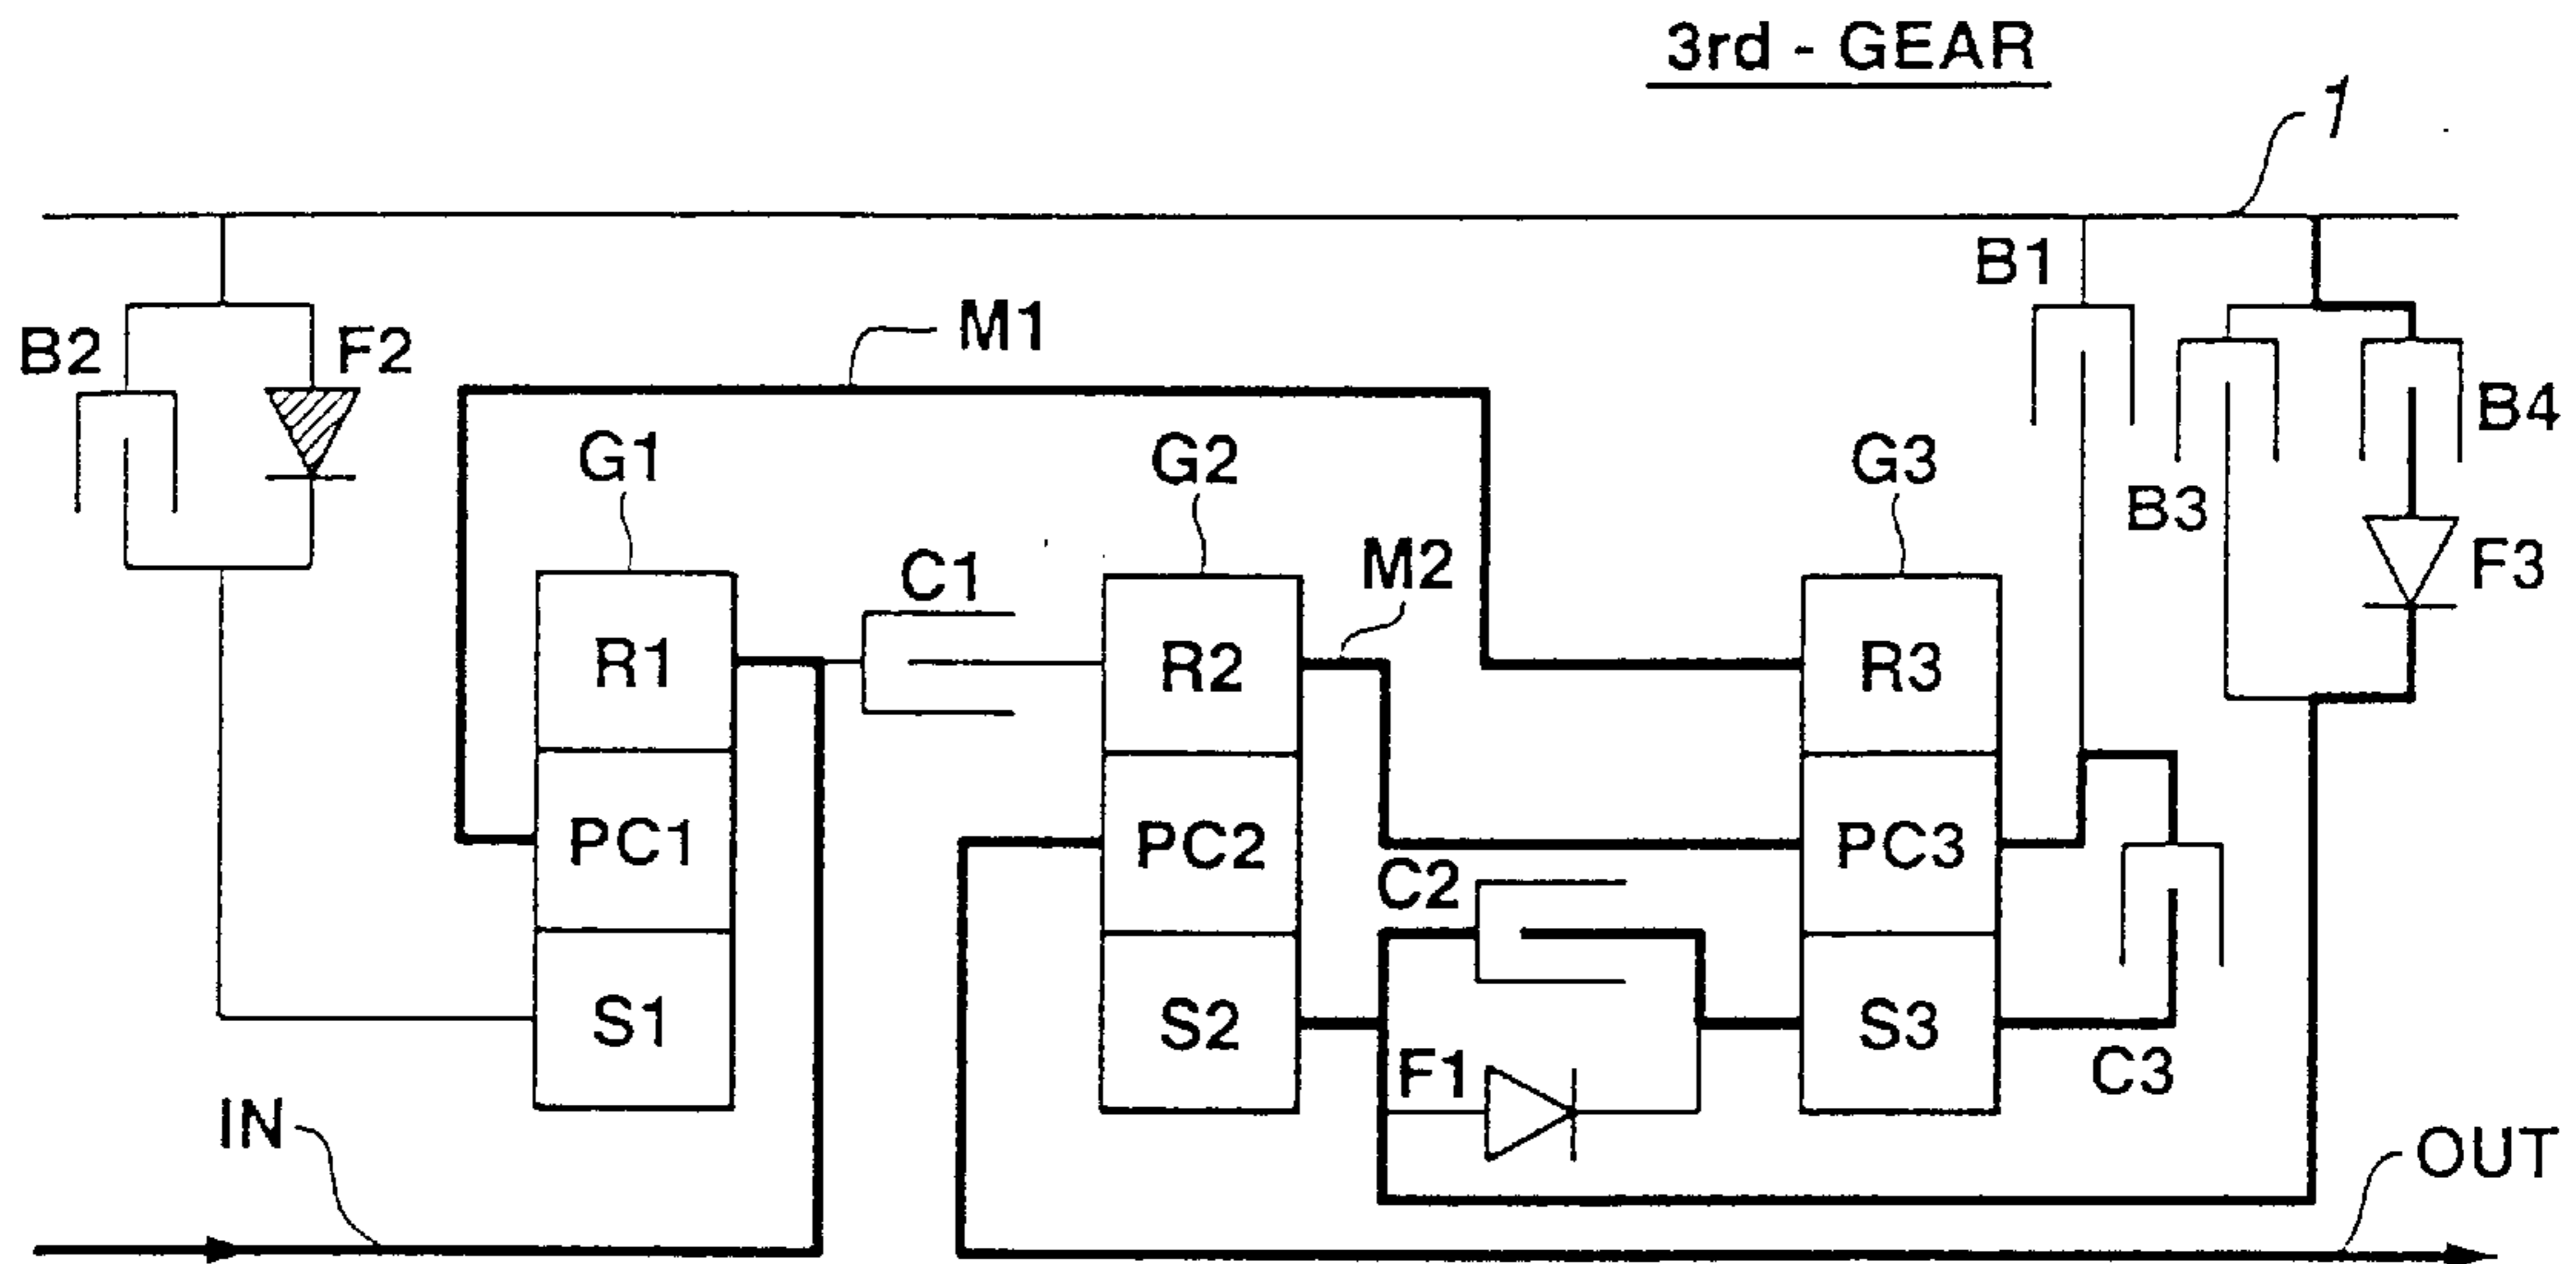 3rd - GEAR
1
B1
B2
F2
M1
B4
G1
G2
G3
B3
C1
M2
F3
R1
R2
R3
PC1
PC2
PC3
C2
S1
S2
S3
F1
C3
IN
OUT